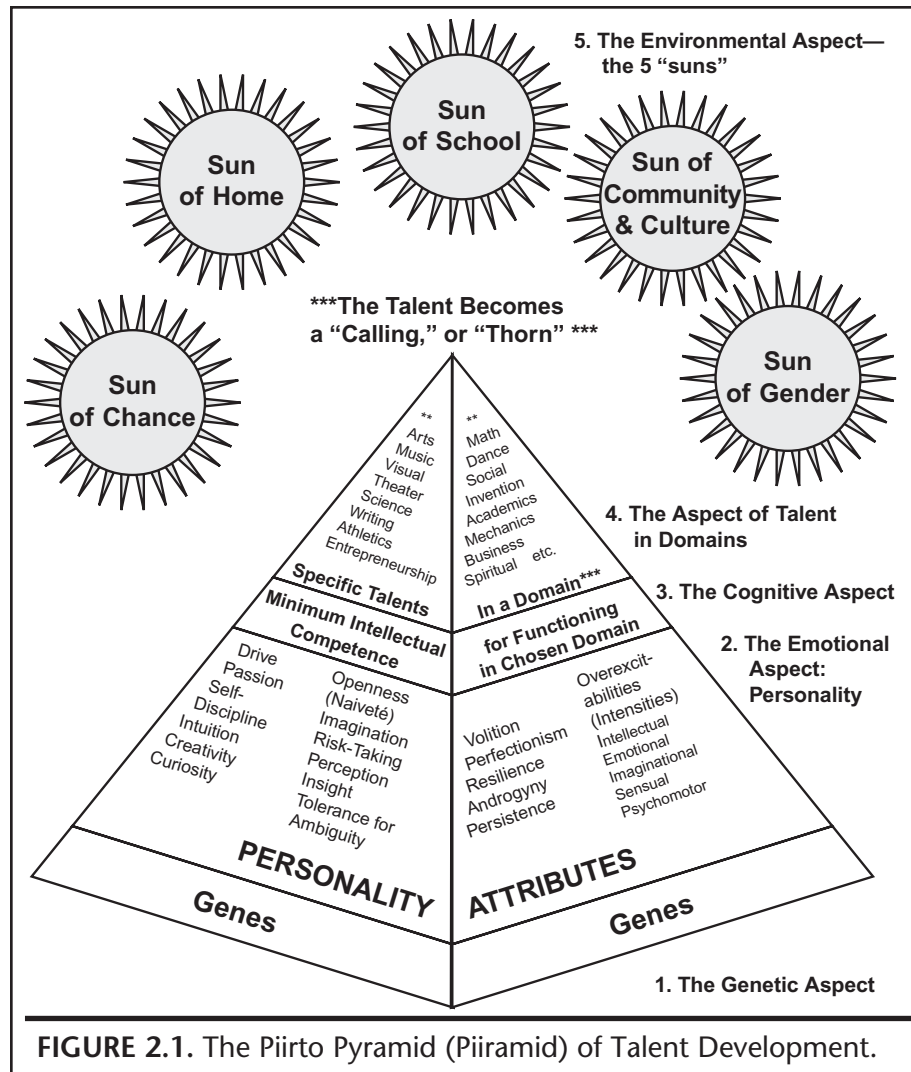 5. The Environmental Aspect—
the 5 “suns”
Sun
of School
Sun
of Home
Sun of
Community
& Culture
Sun
of Chance
Sun
of Gender
***The Talent Becomes
a “Calling,” or “Thorn” ***
**
Arts
Music
Visual
Theater
Science
Writing
Athletics
Entrepreneurship
Specific Talents
**
Math
Dance
Social
Invention
Academics
Mechanics
Business
Spiritual etc.
In a Domain***
4. The Aspect of Talent
in Domains
3. The Cognitive Aspect
Minimum Intellectual
Competence
for Functioning
in Chosen Domain
2. The Emotional
Aspect:
Personality
Drive
Passion
Self-
Discipline
Intuition
Creativity
Curiosity
Openness
(Naiveté)
Imagination
Risk-Taking
Perception
Insight
Tolerance for
Ambiguity
Volition
Perfectionism
Resilience
Androgyny
Persistence
Overexcit-
abilities
(Intensities)
Intellectual
Emotional
Imaginational
Sensual
Psychomotor
PERSONALITY
ATTRIBUTES
Genes
Genes
1. The Genetic Aspect
FIGURE 2.1. The Piirto Pyramid (Piiramid) of Talent Development.